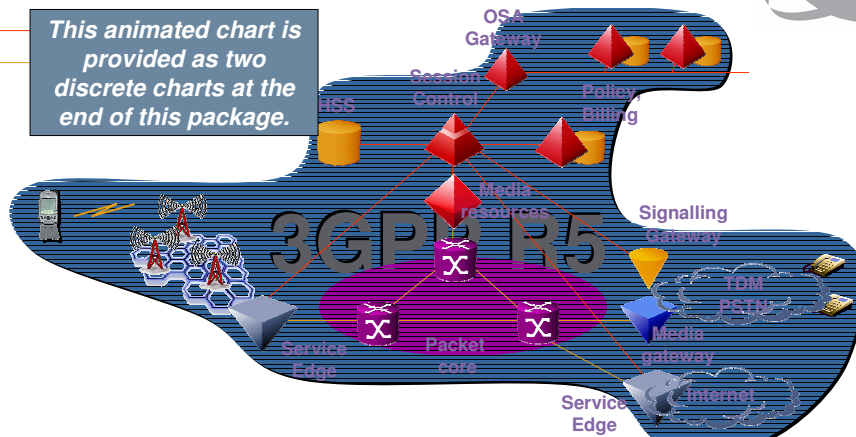 This animated chart is
provided as two
discrete charts at the
end of this package.
OSA
Gateway
Session
Control
HSS
Policy,
Billing
Media
resources
3GPP R5
Signalling
Gateway
TDM
PSTN
Media
gateway
Service
Edge
Packet
core
Internet
Service
Edge